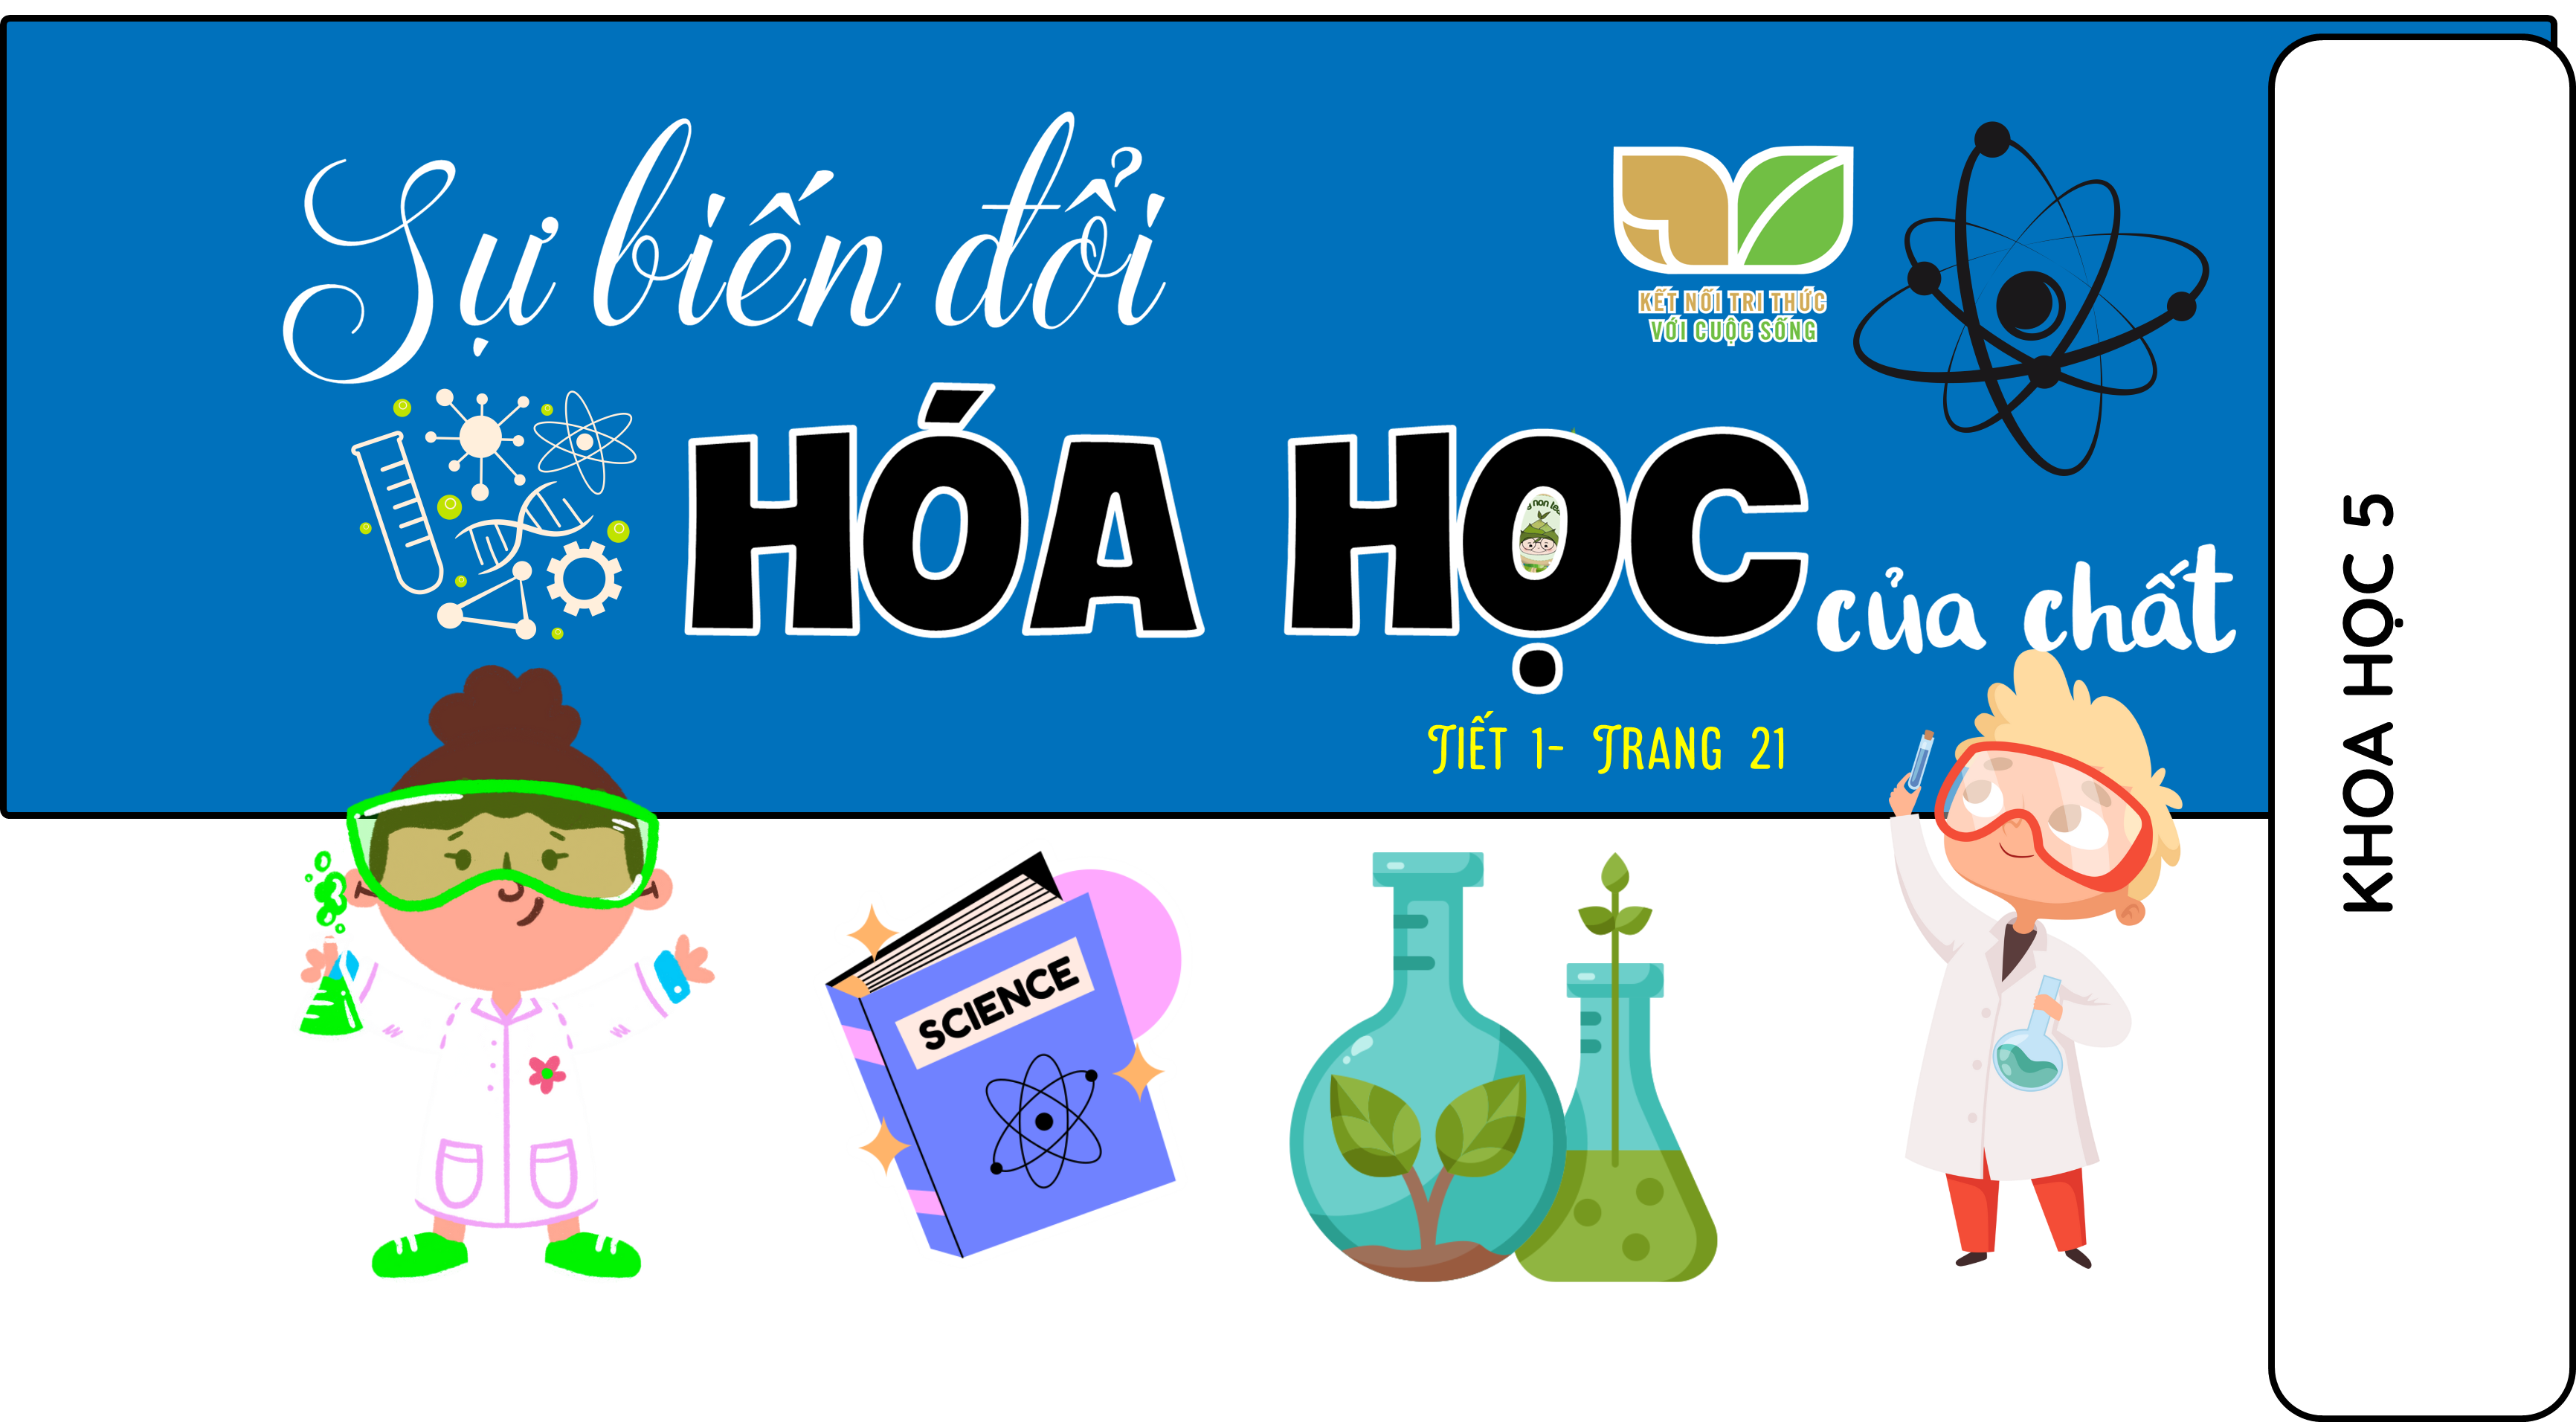 Sự biến đổi
KẾT NỐI TRI THỨC
VỚI CUỘC SỐNG
HÓA HỌC
của chất
TIẾT 1- TRANG 21
SCIENCE
KHOA HỌC 5